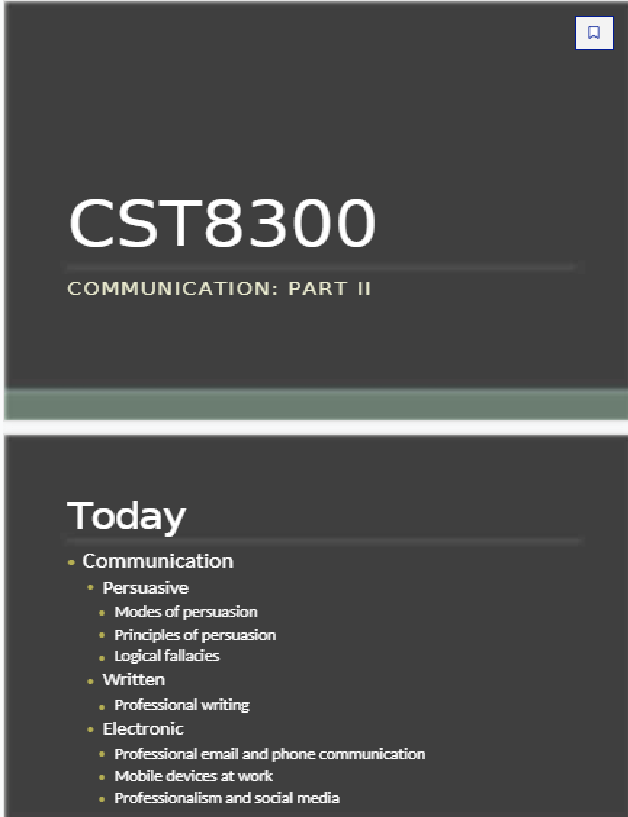 CST8300
COMMUNICATION: PART II
Today
• Communication
• Persuasive
• Modes of persuasion
• Principles of persuasion
• Logical fallacies
• Written
• Professional writing
• Electronic
• Professional email and phone communication
• Mobile devices at work
• Professionalism and social media